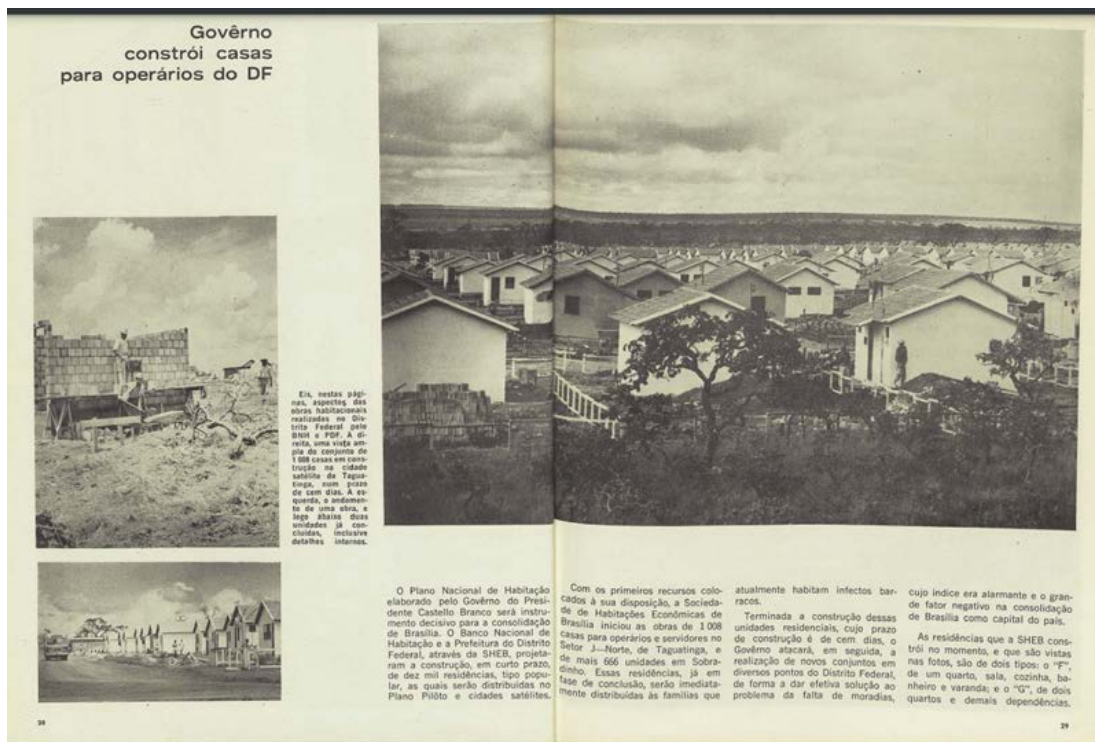 Govêrno
constrói casas
para operários do DF
Eis, nestas pági-
nas, aspectos das
obras habitacionais
realizadas no Dis-
trito Federal pelo
BNH e PDF. À di-
reita, uma vista am-
pla do conjunto de
1 008 casas em cons-
trução na cidade
satélite de Tagua-
tinga, num prazo
de cem dias. À es-
querda, o andamen-
to de uma obra, e
logo abaixo duas
unidades já con-
cluídas, inclusive
detalhes internos.
O Plano Nacional de Habitação
elaborado pelo Govêrno do Presi-
dente Castello Branco será instru-
mento decisivo para a consolidação
de Brasília. O Banco Nacional de
Habitação e a Prefeitura do Distrito
Federal, através da SHEB, projeta-
ram a construção, em curto prazo,
de dez mil residências, tipo popu-
lar, as quais serão distribuídas no
Plano Pilôto e cidades satélites.
Com os primeiros recursos colo-
cados à sua disposição, a Socieda-
de de Habitações Econômicas de
Brasília iniciou as obras de 1 008
casas para operários e servidores no
Setor J—Norte, de Taguatinga, e
de mais 666 unidades em Sobra-
dinho. Essas residências, já em
fase de conclusão, serão imediata-
mente distribuídas às famílias que
atualmente habitam infectos bar-
racos.
Terminada a construção dessas
unidades residenciais, cujo prazo
de construção é de cem dias, o
Govêrno atacará, em seguida, a
realização de novos conjuntos em
diversos pontos do Distrito Federal,
de forma a dar efetiva solução ao
problema da falta de moradias,
cujo índice era alarmante e o gran-
de fator negativo na consolidação
de Brasília como capital do país.
As residências que a SHEB cons-
trói no momento, e que são vistas
nas fotos, são de dois tipos: o "F",
de um quarto, sala, cozinha, ba-
nheiro e varanda; e o "G", de dois
quartos e demais dependências.
28
29